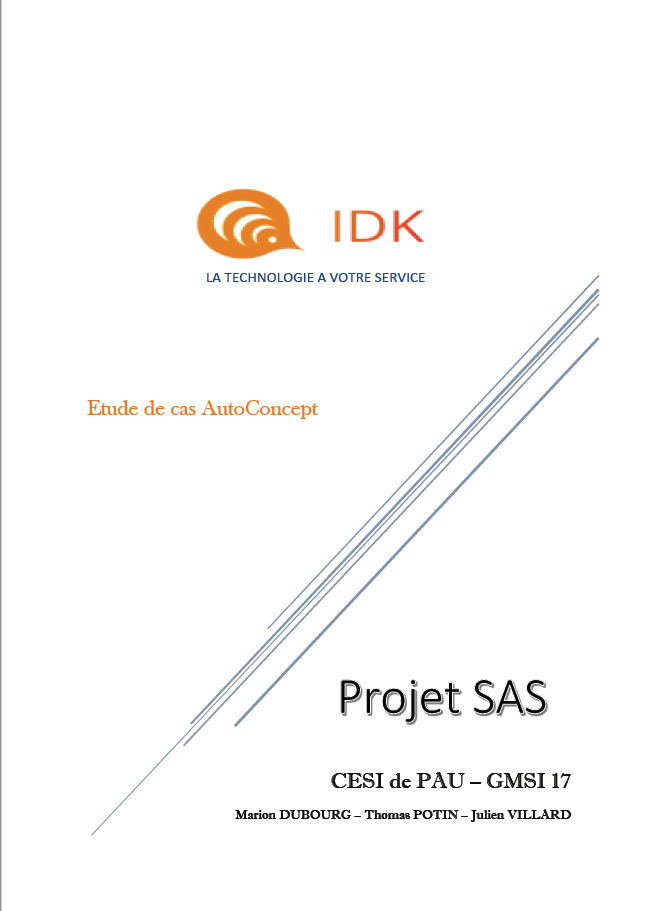 IDK
LA TECHNOLOGIE A VOTRE SERVICE
Etude de cas AutoConcept
Projet SAS
CESI de PAU – GMSI 17
Marion DUBOURG – Thomas POTIN – Julien VILLARD